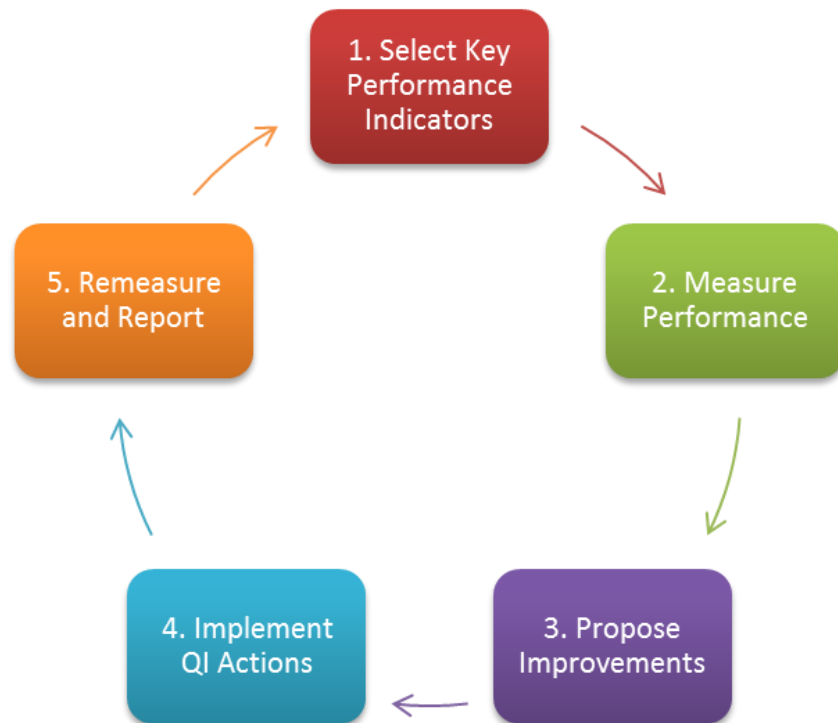 1. Select Key
Performance
Indicators
2. Measure
Performance
3. Propose
Improvements
4. Implement
QI Actions
5. Remeasure
and Report